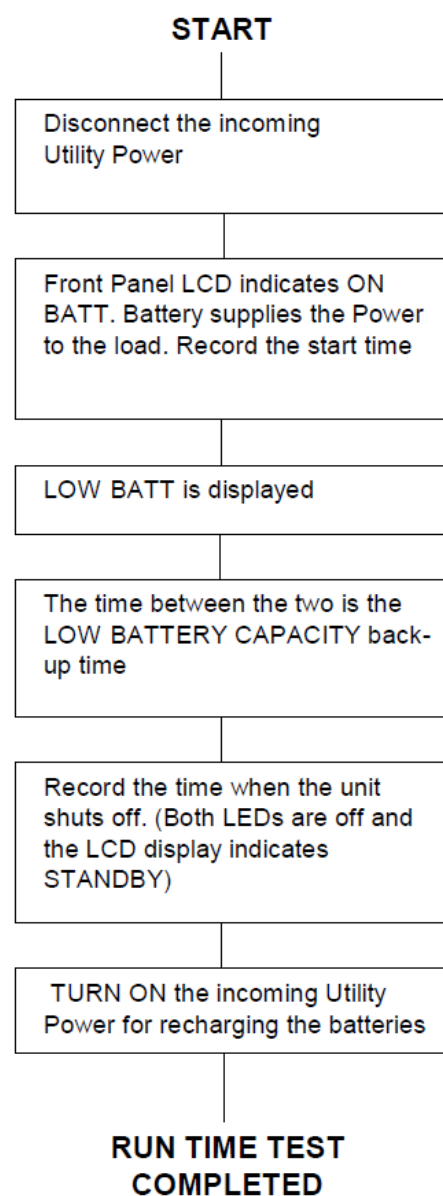 START
Disconnect the incoming
Utility Power
Front Panel LCD indicates ON
BATT. Battery supplies the Power
to the load. Record the start time
LOW BATT is displayed
The time between the two is the
LOW BATTERY CAPACITY back-
up time
Record the time when the unit
shuts off. (Both LEDs are off and
the LCD display indicates
STANDBY)
TURN ON the incoming Utility
Power for recharging the batteries
RUN TIME TEST
COMPLETED